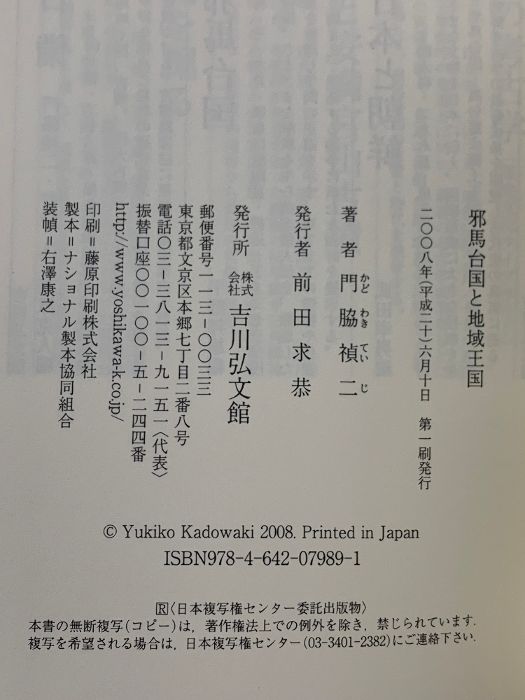 邪馬台国と地域王国
二〇〇八年(平成二十)六月十日 第一刷発行
著者 門脇禎二
かど わき てい じ
発行者 前田求恭
発行所 株式会社 吉川弘文館
郵便番号一一三-〇〇三三
東京都文京区本郷七丁目二番八号
電話〇三-三八一三-九一五一〈代表〉
振替口座〇〇一〇〇-五-二四四番
http://www.yoshikawa-k.co.jp/
印刷=藤原印刷株式会社
製本=ナショナル製本協同組合
装幀=右澤康之
© Yukiko Kadowaki 2008. Printed in Japan
ISBN978-4-642-07989-1
Ⓡ〈日本複写権センター委託出版物〉
本書の無断複写(コピー)は,著作権法上での例外を除き,禁じられています.
複写を希望される場合は,日本複写権センター(03-3401-2382)にご連絡下さい.